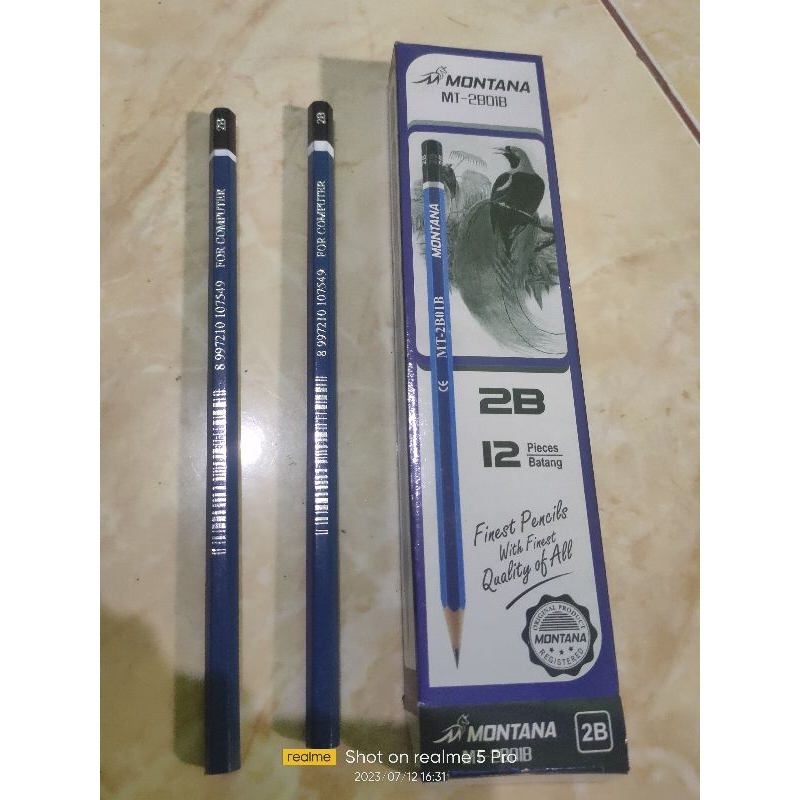 2B
FOR COMPUTER
8 997210 107549
2B
FOR COMPUTER
8 997210 107549
MONTANA
MT-2B01B
2B
MONTANA
MT-2B01B
CE
2B
12 Pieces
Batang
Finest Pencils
With Finest
Quality of All
ORIGINAL PRODUCT
MONTANA
REGISTERED
MONTANA
MT-2B01B
2B
realme Shot on realme 5 Pro
2023/07/12 16:31